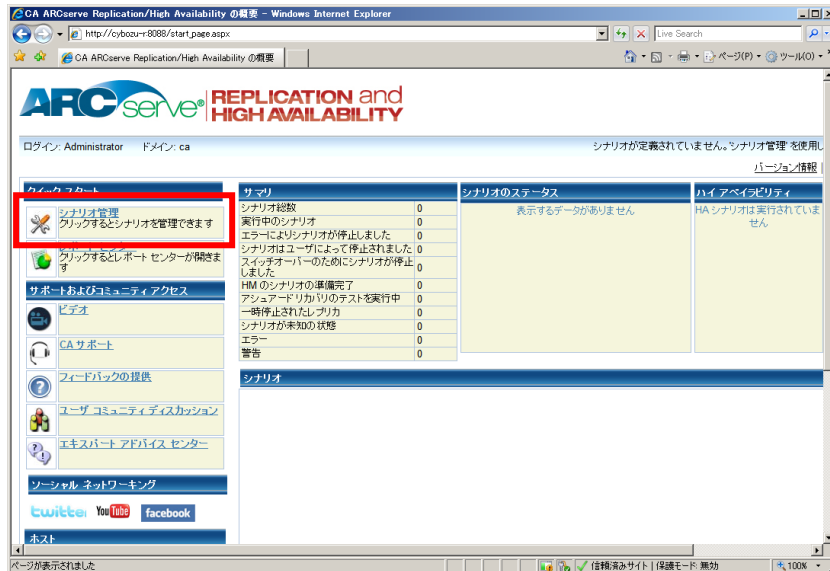 CA ARCserve Replication/High Availability の概要 - Windows Internet Explorer
http://cybozu-r:8088/start_page.aspx
Live Search
CA ARCserve Replication/High Availability の概要
ページ(P)
ツール(O)
ARCserve® REPLICATION and
HIGH AVAILABILITY
ログイン: Administrator ドメイン: ca
シナリオが定義されていません。'シナリオ管理' を使用し
バージョン情報
クイック スタート
シナリオ管理
クリックするとシナリオを管理できます
クリックするとレポート センターが開きま
す
サポートおよびコミュニティ アクセス
ビデオ
CA サポート
フィードバックの提供
ユーザ コミュニティ ディスカッション
エキスパート アドバイス センター
ソーシャル ネットワーキング
twitter YouTube facebook
ホスト
サマリ
シナリオ総数 0
実行中のシナリオ 0
エラーによりシナリオが停止しました 0
シナリオはユーザによって停止されました 0
スイッチオーバーのためにシナリオが停止
しました 0
HM のシナリオの準備完了 0
アシュアード リカバリのテストを実行中 0
一時停止されたレプリカ 0
シナリオが未知の状態 0
エラー 0
警告 0
シナリオのステータス
表示するデータがありません
ハイ アベイラビリティ
HA シナリオは実行されていま
せん
シナリオ
ページが表示されました
信頼済みサイト | 保護モード: 無効
100%